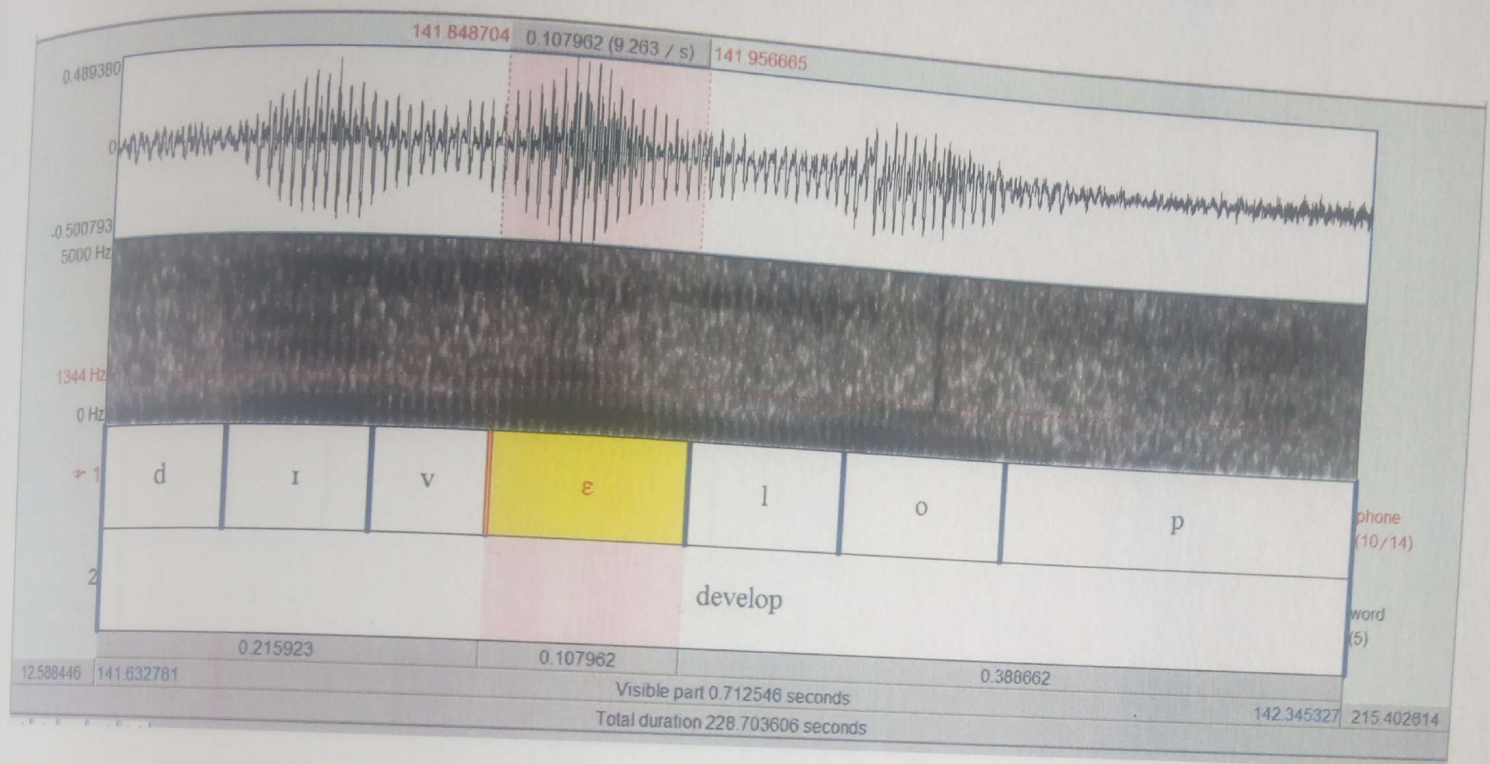 141.848704 0.107962 (9.263 / s) 141.956665
0.489380
0
-0.500793
5000 Hz
1344 Hz
0 Hz
1 d ɪ v ɛ l o p phone
(10/14)
2 develop word
(5)
0.215923 0.107962 0.388662
12.588446 141.632781 Visible part 0.712546 seconds 142.345327 215.402614
Total duration 228.703606 seconds